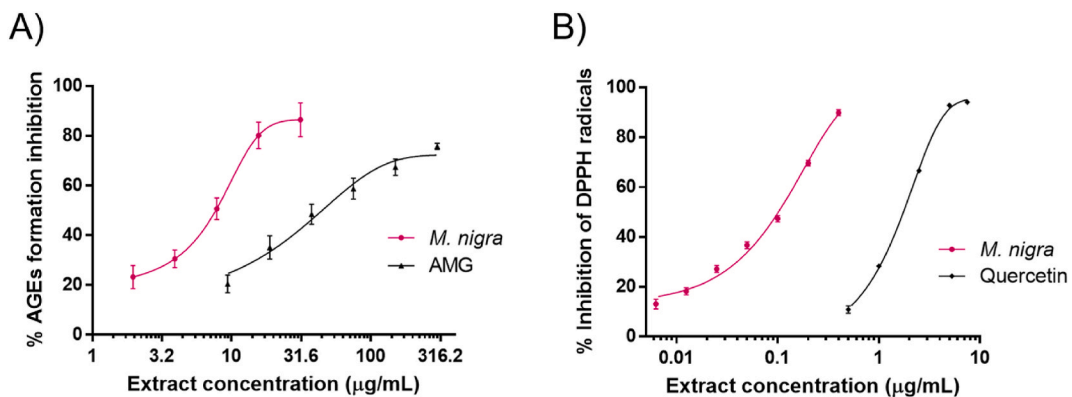 A)
% AGEs formation inhibition
100
80
60
40
20
0
1 3.2 10 31.6 100 316.2
Extract concentration (µg/mL)
M. nigra
AMG
B)
% Inhibition of DPPH radicals
100
80
60
40
20
0
0.01 0.1 1 10
Extract concentration (µg/mL)
M. nigra
Quercetin